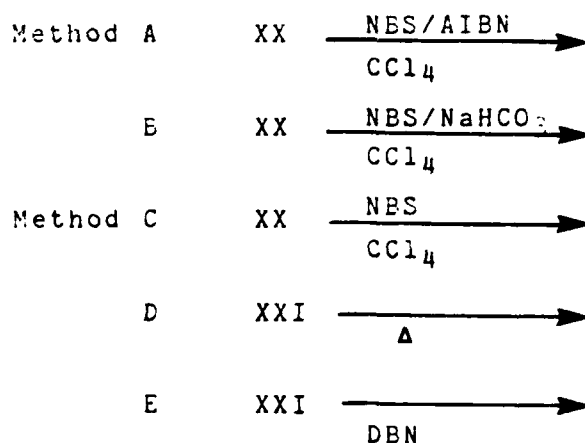 Method A XX NBS/AIBN
CCl4
B XX NBS/NaHCO3
CCl4
Method C XX NBS
CCl4
D XXI
Δ
E XXI
DBN